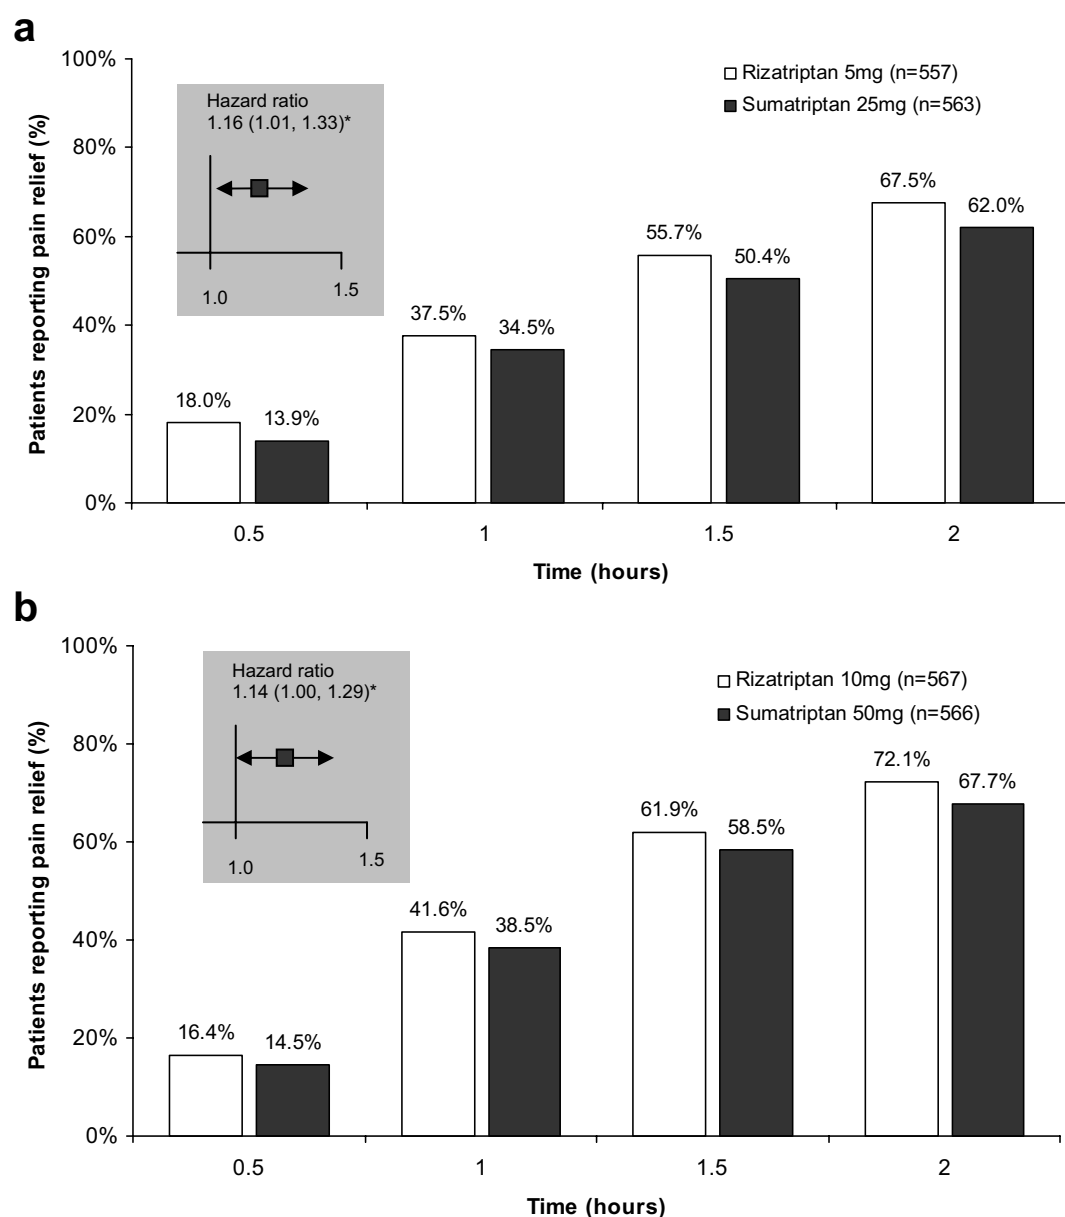 a
100%
80%
60%
40%
20%
0%
Patients reporting pain relief (%)
Hazard ratio
1.16 (1.01, 1.33)*
1.0
1.5
Rizatriptan 5mg (n=557)
Sumatriptan 25mg (n=563)
18.0%
13.9%
37.5%
34.5%
55.7%
50.4%
67.5%
62.0%
0.5
1
1.5
2
Time (hours)
b
100%
80%
60%
40%
20%
0%
Patients reporting pain relief (%)
Hazard ratio
1.14 (1.00, 1.29)*
1.0
1.5
Rizatriptan 10mg (n=567)
Sumatriptan 50mg (n=566)
16.4%
14.5%
41.6%
38.5%
61.9%
58.5%
72.1%
67.7%
0.5
1
1.5
2
Time (hours)